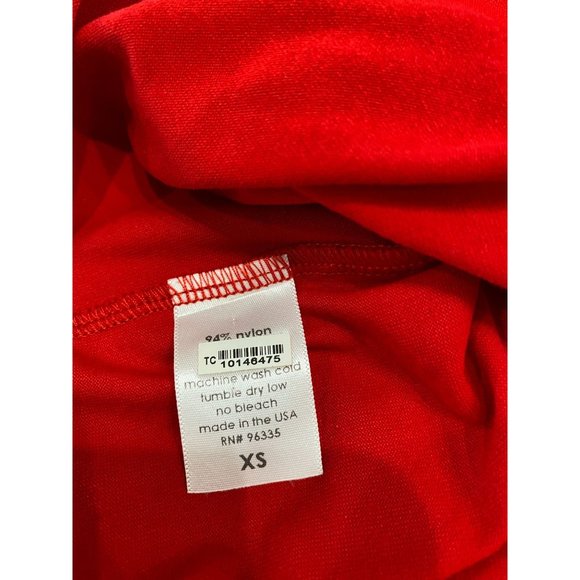 94% nylon
TC 10146475
machine wash cold
tumble dry low
no bleach
made in the USA
RN# 96335
XS